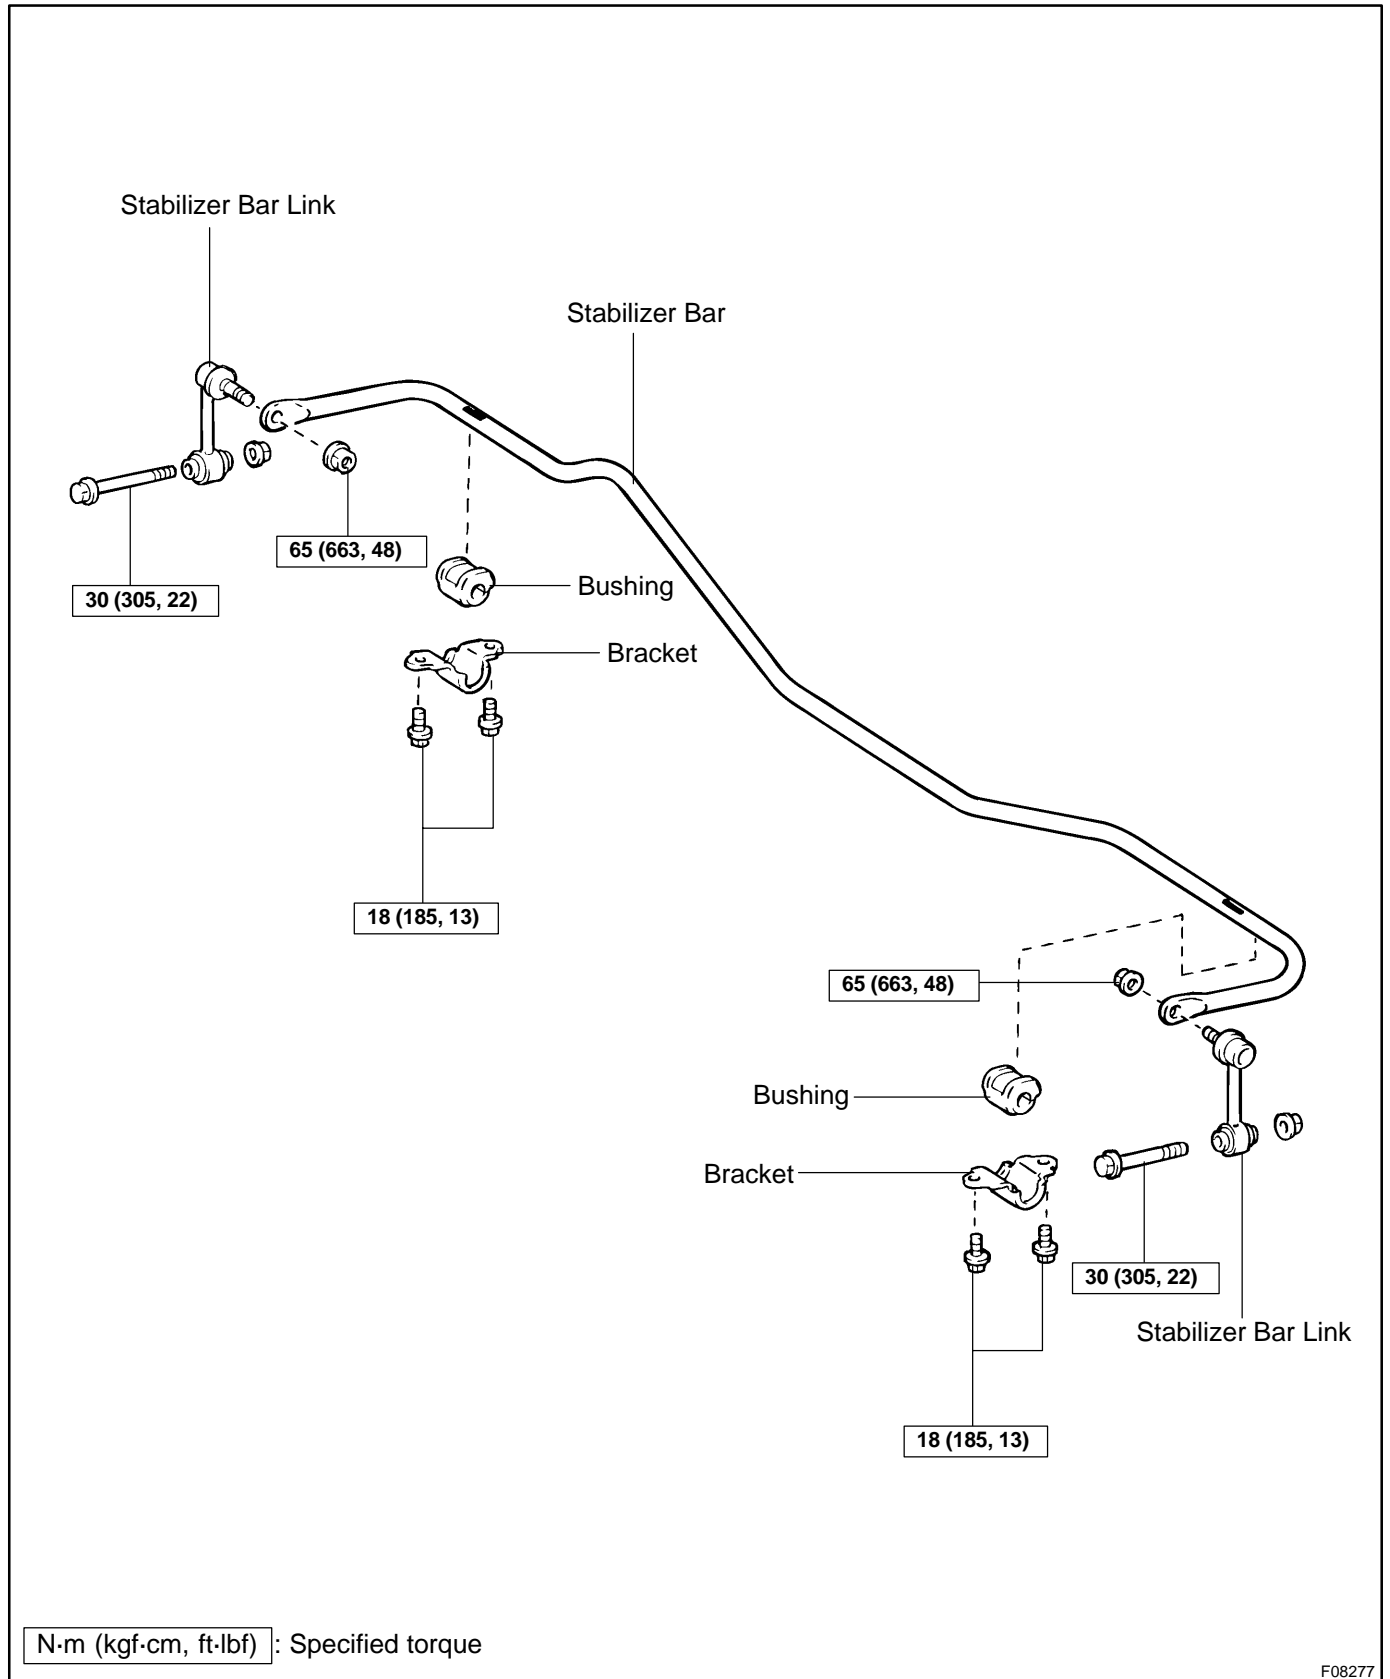 Stabilizer Bar Link
Stabilizer Bar
65 (663, 48)
Bushing
30 (305, 22)
Bracket
18 (185, 13)
65 (663, 48)
Bushing
Bracket
30 (305, 22)
Stabilizer Bar Link
18 (185, 13)
N·m (kgf·cm, ft·lbf) : Specified torque
F08277